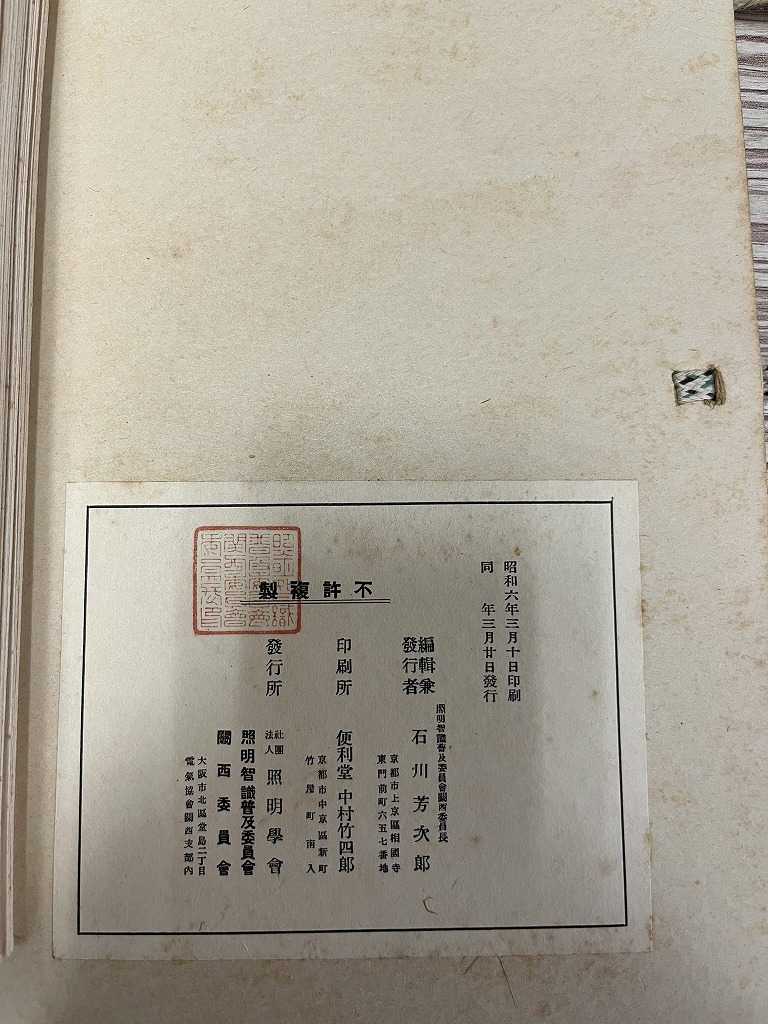 昭和六年三月十日印刷
同　年三月廿日發行
不許複製
照明智識普及委員會關西委員長
編輯兼
發行者
石川芳次郎
京都市上京區相國寺
東門前町六五七番地
印刷所
便利堂　中村竹四郎
京都市中京區新町
竹屋町南入
發行所
社團
法人
照明學會
照明智識普及委員會
關西委員會
大阪市北區堂島二丁目
電氣協會關西支部內